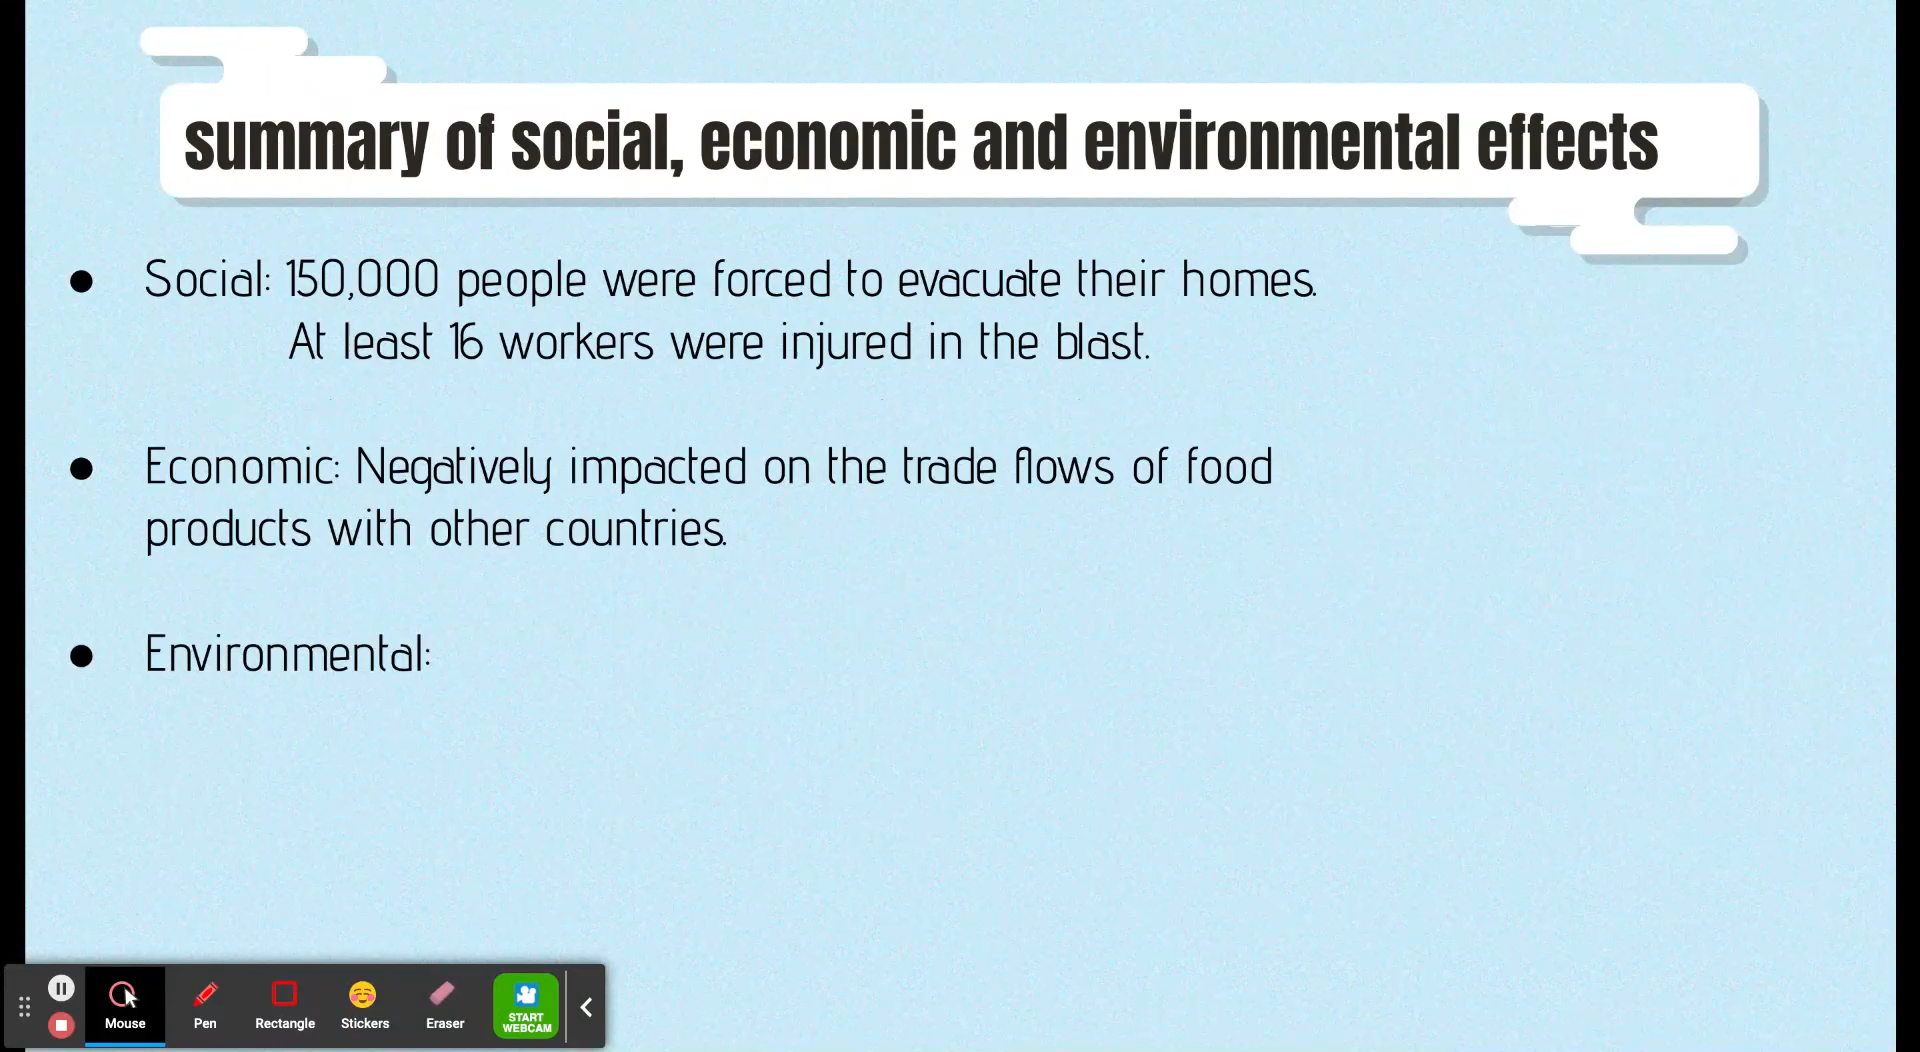 summary of social, economic and environmental effects
● Social: 150,000 people were forced to evacuate their homes.
At least 16 workers were injured in the blast.
● Economic: Negatively impacted on the trade flows of food
products with other countries.
● Environmental:
Mouse
Pen
Rectangle
Stickers
Eraser
START
WEBCAM